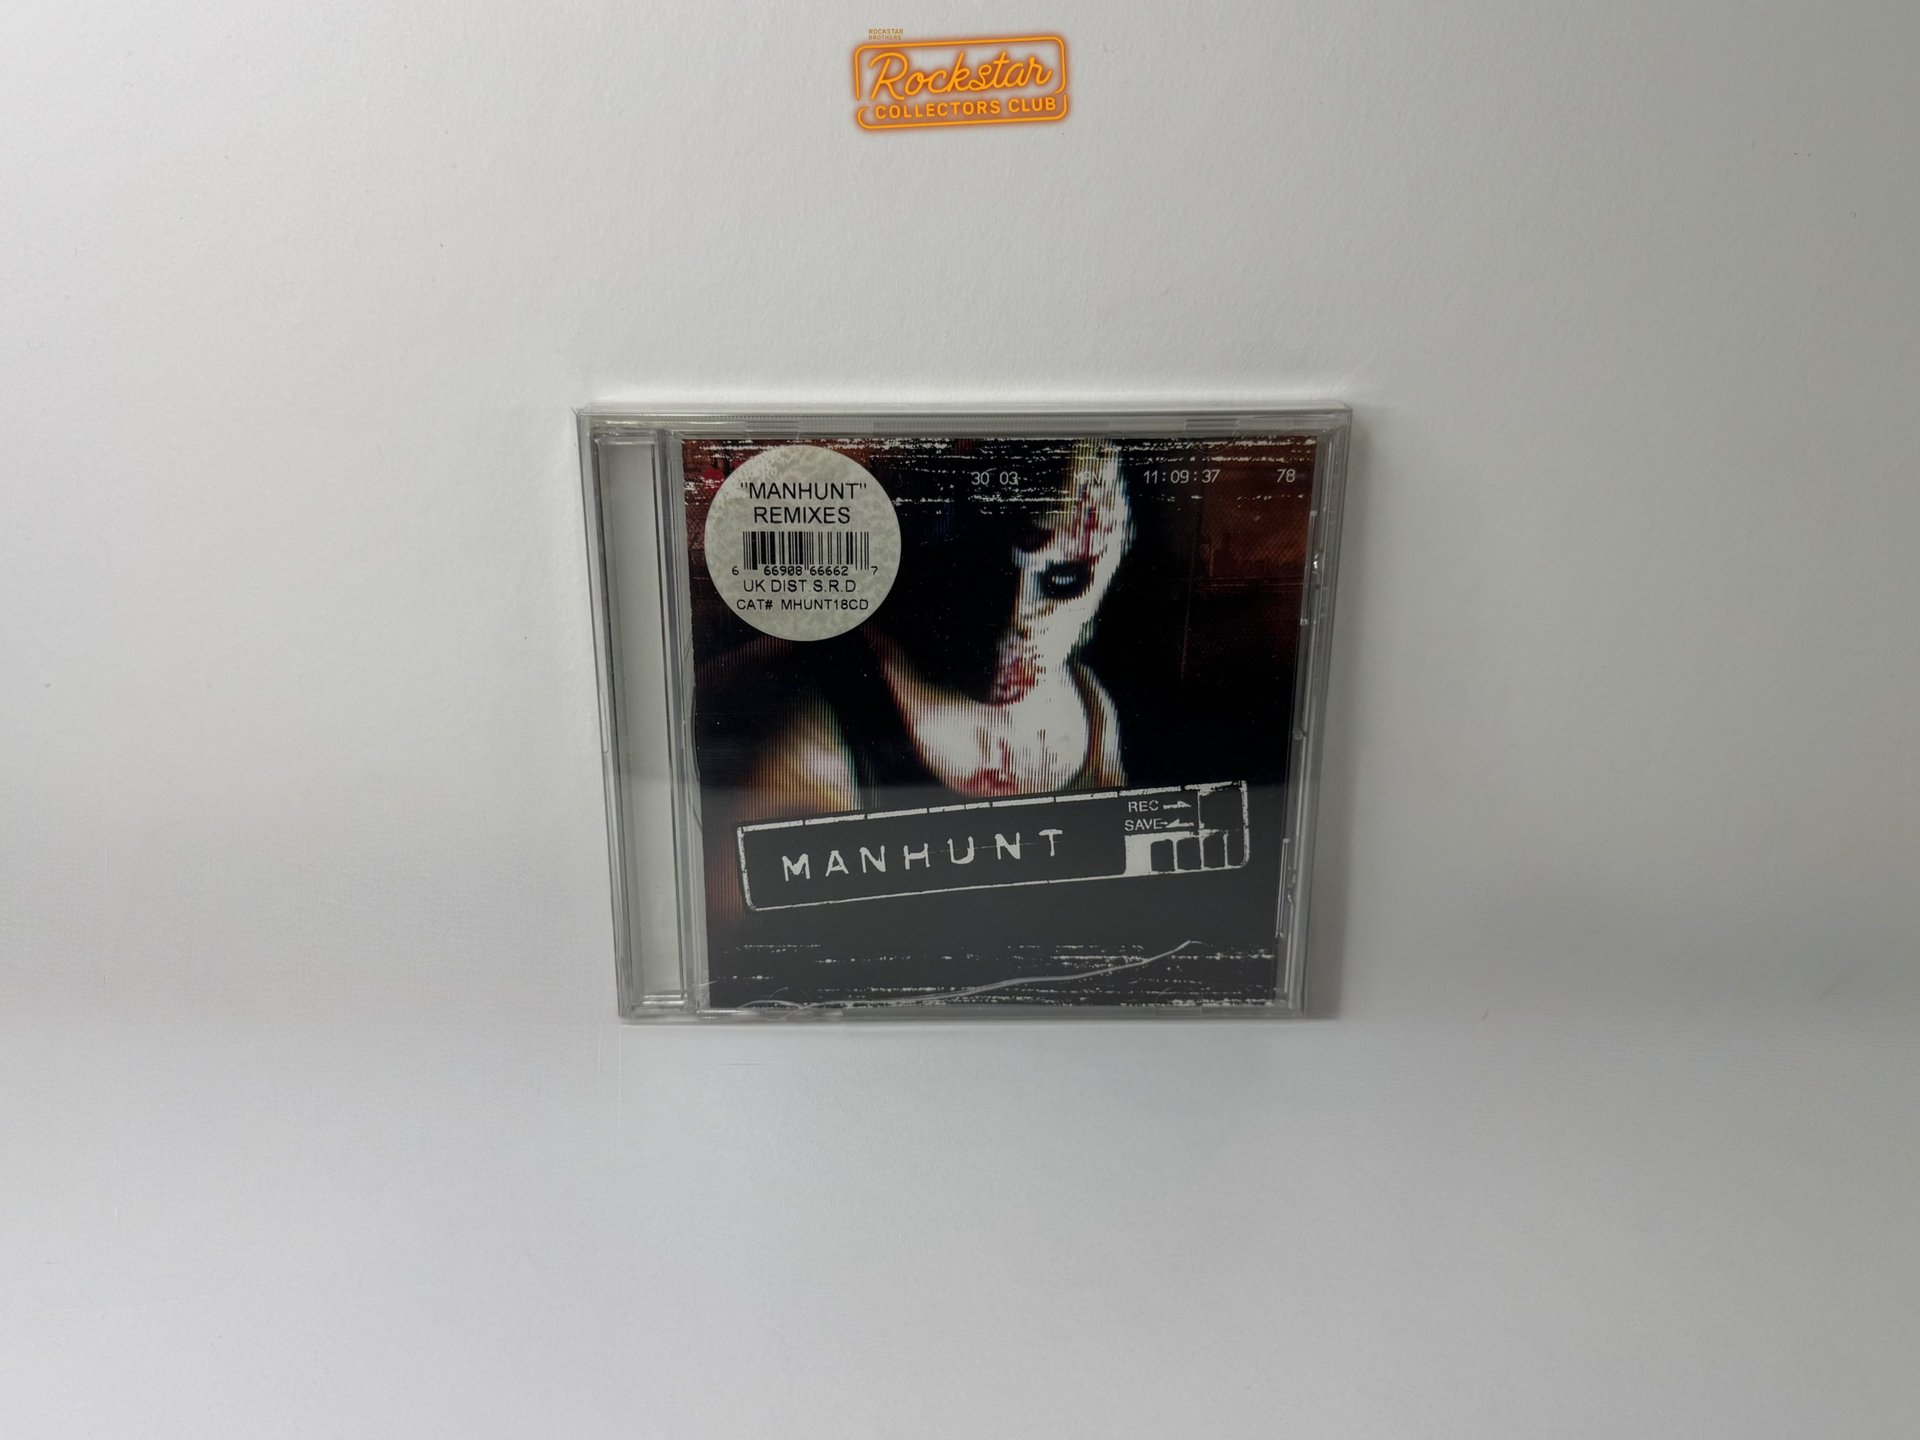 ROCKSTAR
BROTHERS'
Rockstar
COLLECTORS CLUB
"MANHUNT"
REMIXES
6 66908 66662 7
UK DIST.S.R.D.
CAT# MHUNT18CD
30 03
11:09:37
78
REC
SAVE
MANHUNT